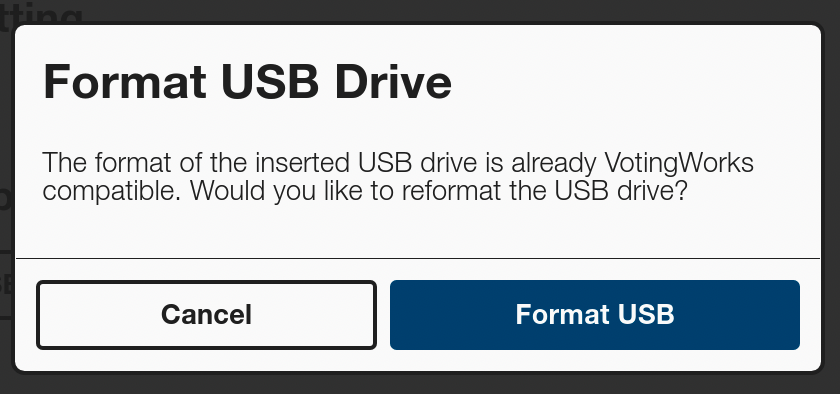 Format USB Drive
The format of the inserted USB drive is already VotingWorks
compatible. Would you like to reformat the USB drive?
Cancel
Format USB